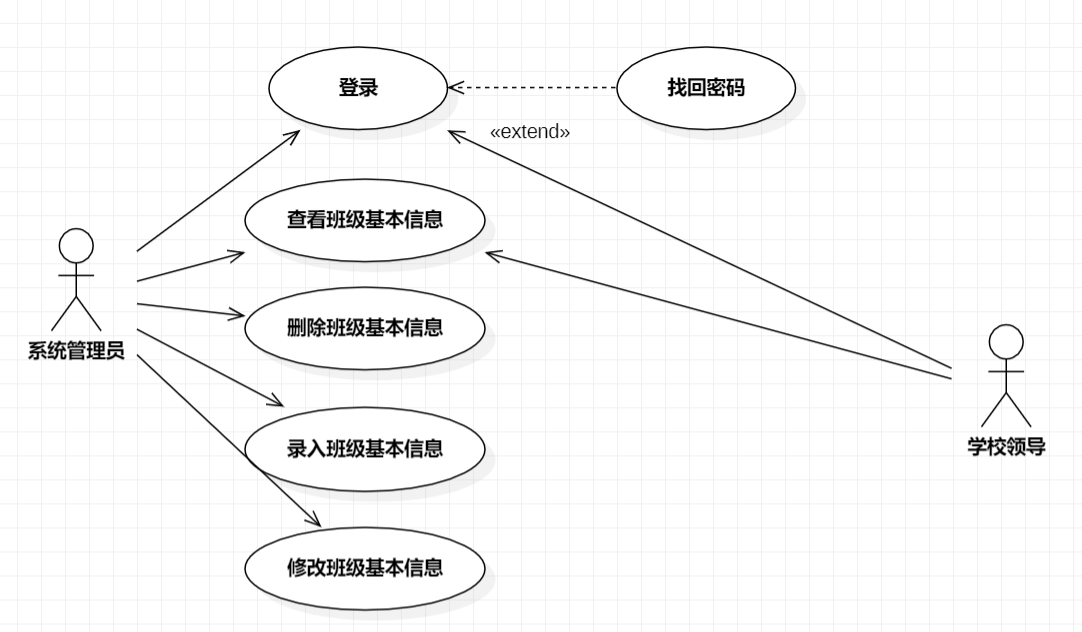 登录
找回密码
«extend»
查看班级基本信息
删除班级基本信息
系统管理员
录入班级基本信息
学校领导
修改班级基本信息